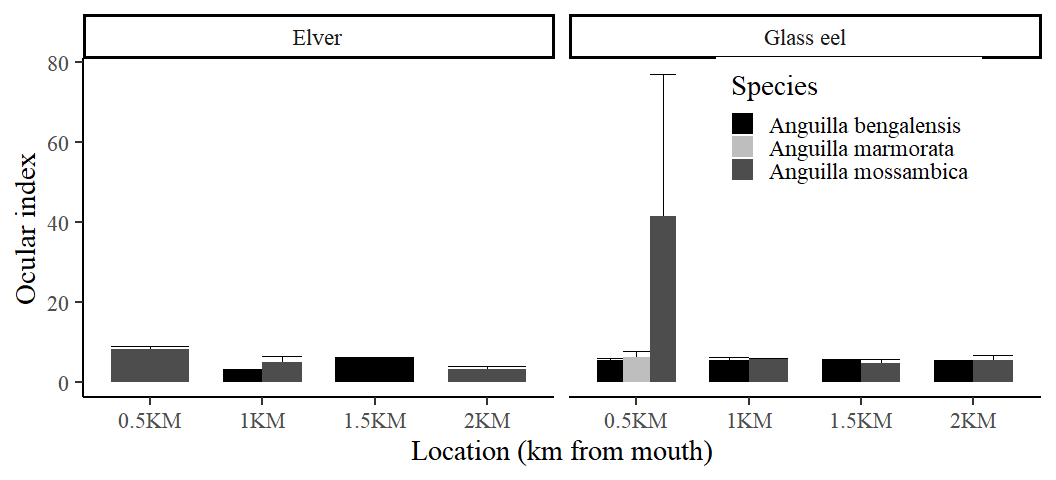 Elver
Glass eel
Ocular index
80
60
40
20
0
Species
Anguilla bengalensis
Anguilla marmorata
Anguilla mossambica
0.5KM 1KM 1.5KM 2KM
0.5KM 1KM 1.5KM 2KM
Location (km from mouth)